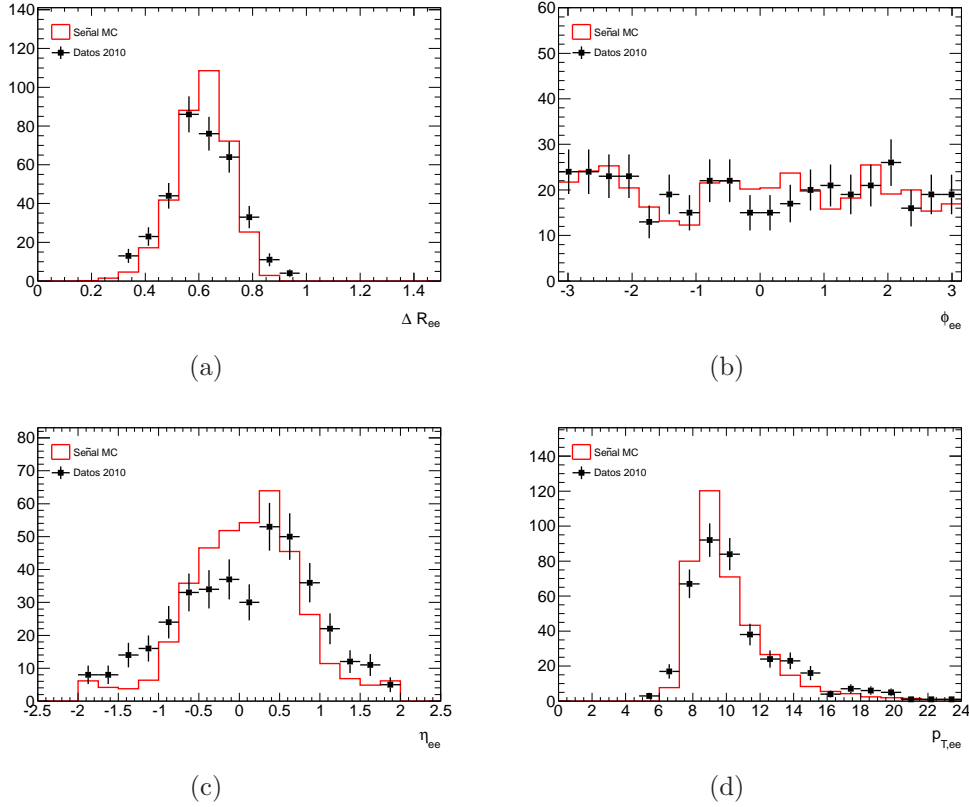 140
120
100
80
60
40
20
0
Señal MC
Datos 2010
0 0.2 0.4 0.6 0.8 1 1.2 1.4
Δ R_ee
(a)
60
50
40
30
20
10
0
Señal MC
Datos 2010
-3 -2 -1 0 1 2 3
ϕ_ee
(b)
80
70
60
50
40
30
20
10
0
Señal MC
Datos 2010
-2.5 -2 -1.5 -1 -0.5 0 0.5 1 1.5 2 2.5
η_ee
(c)
140
120
100
80
60
40
20
0
Señal MC
Datos 2010
0 2 4 6 8 10 12 14 16 18 20 22 24
p_T,ee
(d)